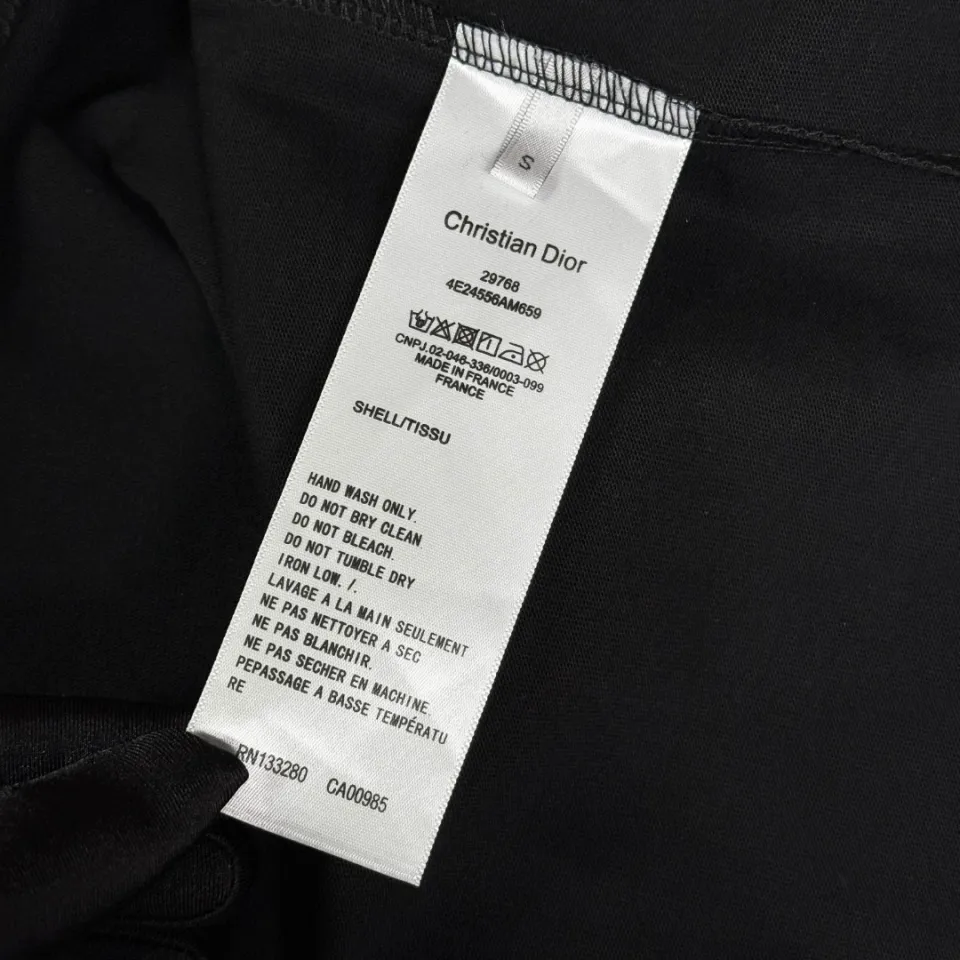 S
Christian Dior
29768
4E24556AM659
CNPJ.02-046-336/0003-099
MADE IN FRANCE
FRANCE
SHELL/TISSU
HAND WASH ONLY.
DO NOT BRY CLEAN.
DO NOT BLEACH.
DO NOT TUMBLE DRY
IRON LOW. /.
LAVAGE A LA MAIN SEULEMENT
NE PAS NETTOYER A SEC
NE PAS BLANCHIR.
NE PAS SECHER EN MACHINE.
PEPASSAGE A BASSE TEMPÉRATU
RE
RN133280 CA00985